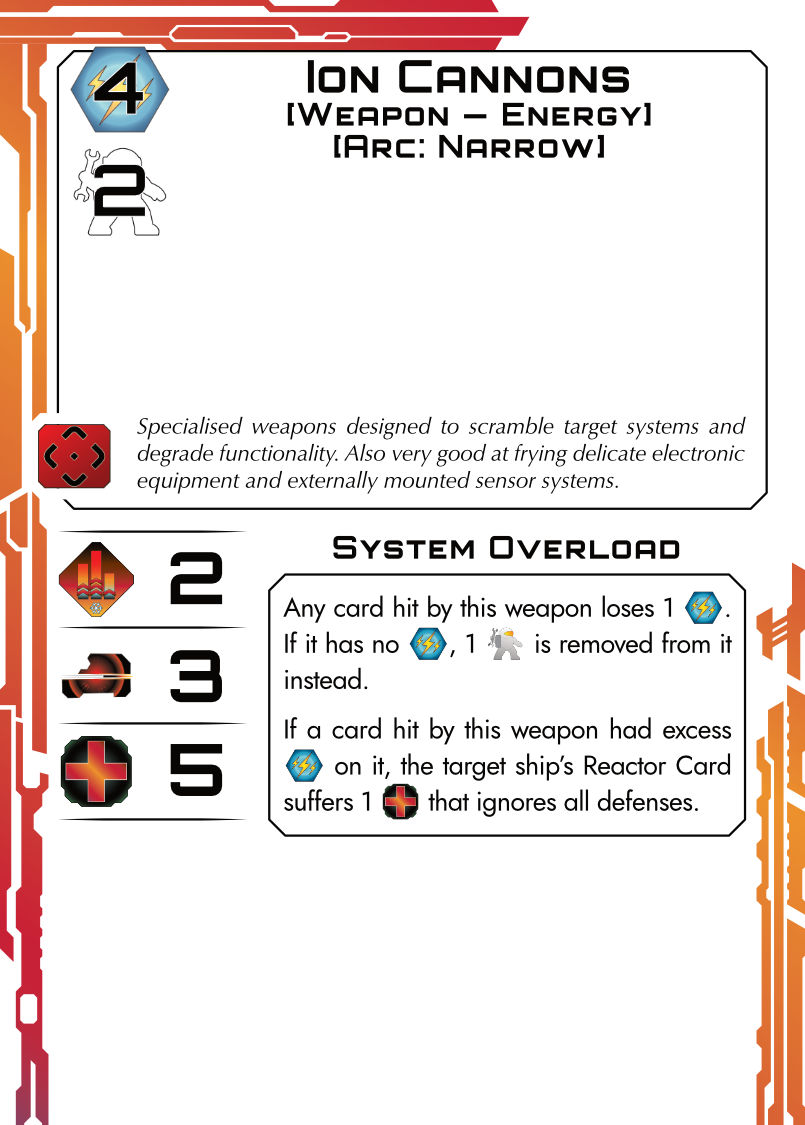 4
Ion Cannons
[Weapon – Energy]
[Arc: Narrow]
2
Specialised weapons designed to scramble target systems and
degrade functionality. Also very good at frying delicate electronic
equipment and externally mounted sensor systems.
2
3
5
System Overload
Any card hit by this weapon loses 1 .
If it has no , 1 is removed from it
instead.
If a card hit by this weapon had excess
on it, the target ship’s Reactor Card
suffers 1 that ignores all defenses.